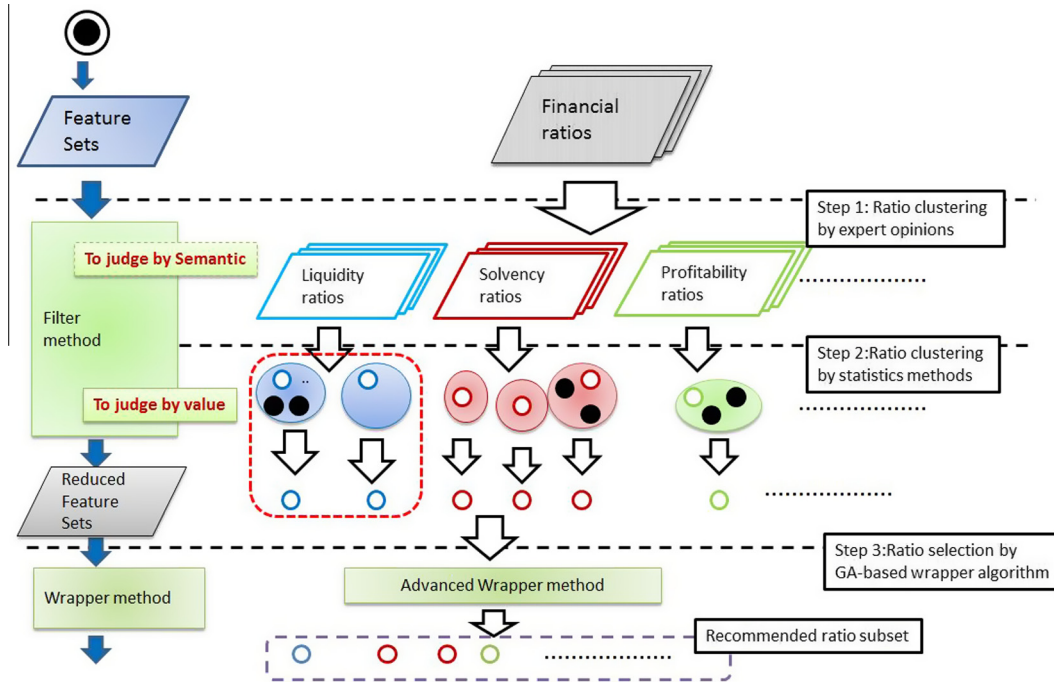 Feature
Sets
Financial
ratios
Step 1: Ratio clustering
by expert opinions
To judge by Semantic
Liquidity
ratios
Solvency
ratios
Profitability
ratios
Filter
method
Step 2:Ratio clustering
by statistics methods
To judge by value
Reduced
Feature
Sets
Step 3:Ratio selection by
GA-based wrapper algorithm
Wrapper method
Advanced Wrapper method
Recommended ratio subset